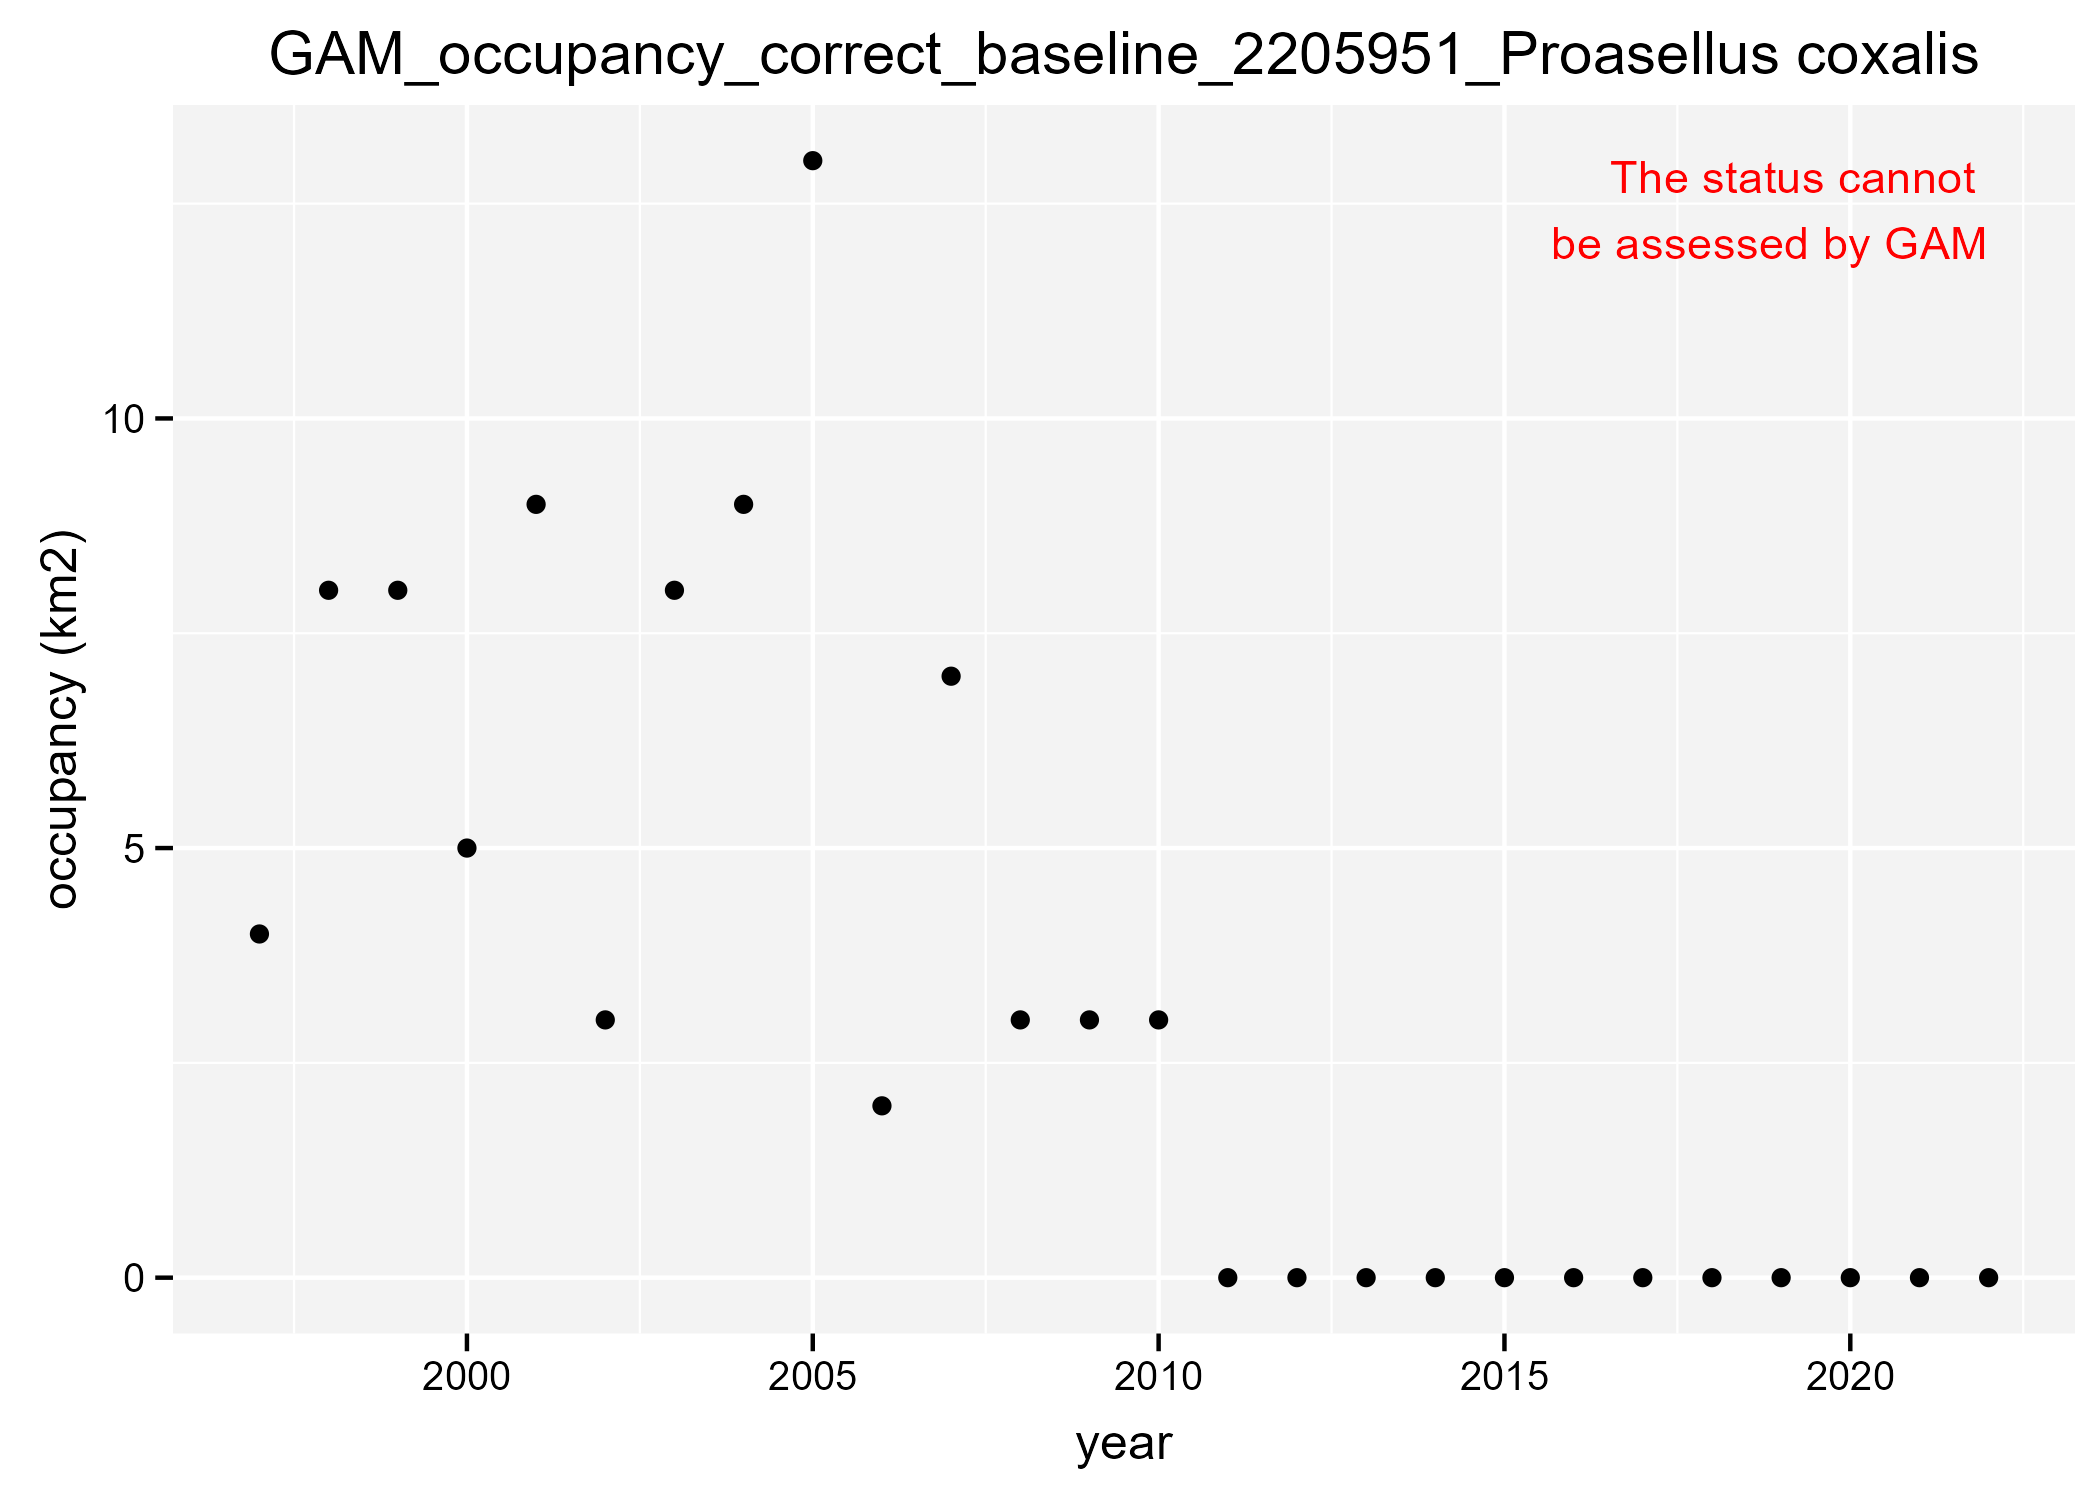 GAM_occupancy_correct_baseline_2205951_Proasellus coxalis
The status cannot
be assessed by GAM
10
5
0
occupancy (km2)
2000 2005 2010 2015 2020
year